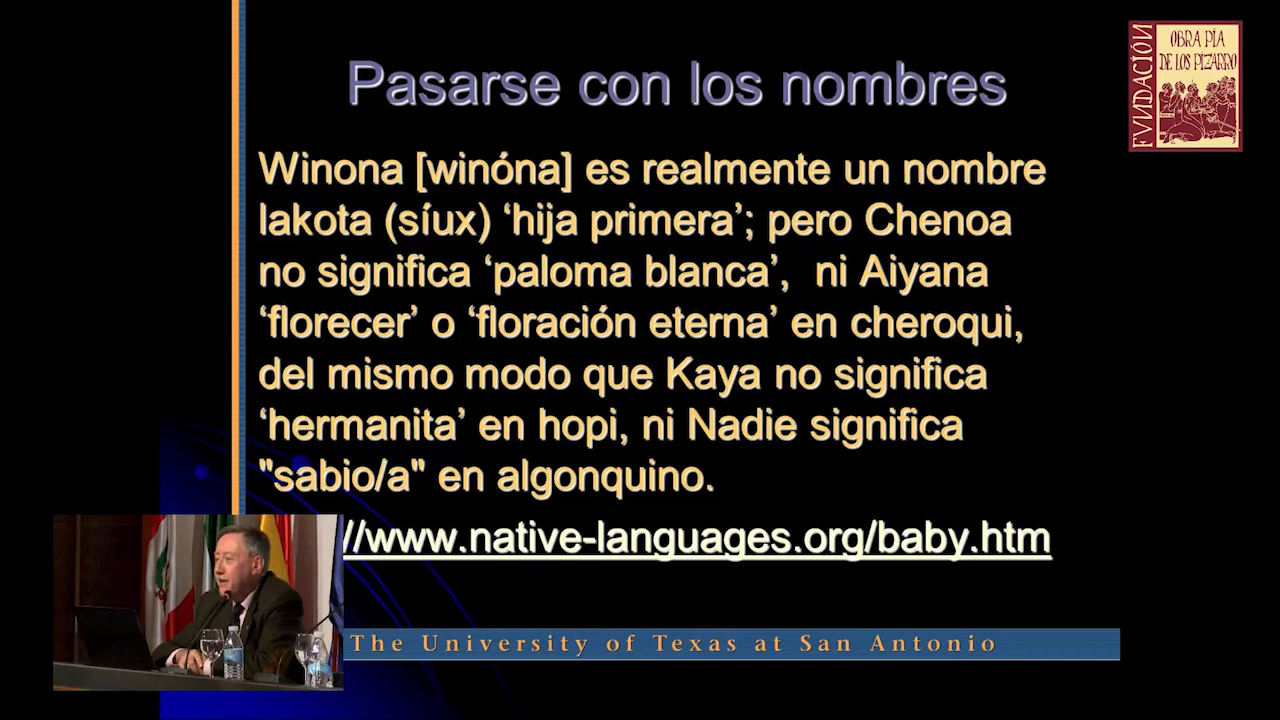 Pasarse con los nombres
FVNDACIÓN
OBRA PÍA
DE LOS PIZARRO
Winona [winóna] es realmente un nombre
lakota (síux) ‘hija primera’; pero Chenoa
no significa ‘paloma blanca’, ni Aiyana
‘florecer’ o ‘floración eterna’ en cheroqui,
del mismo modo que Kaya no significa
‘hermanita’ en hopi, ni Nadie significa
"sabio/a" en algonquino.
//www.native-languages.org/baby.htm
The University of Texas at San Antonio